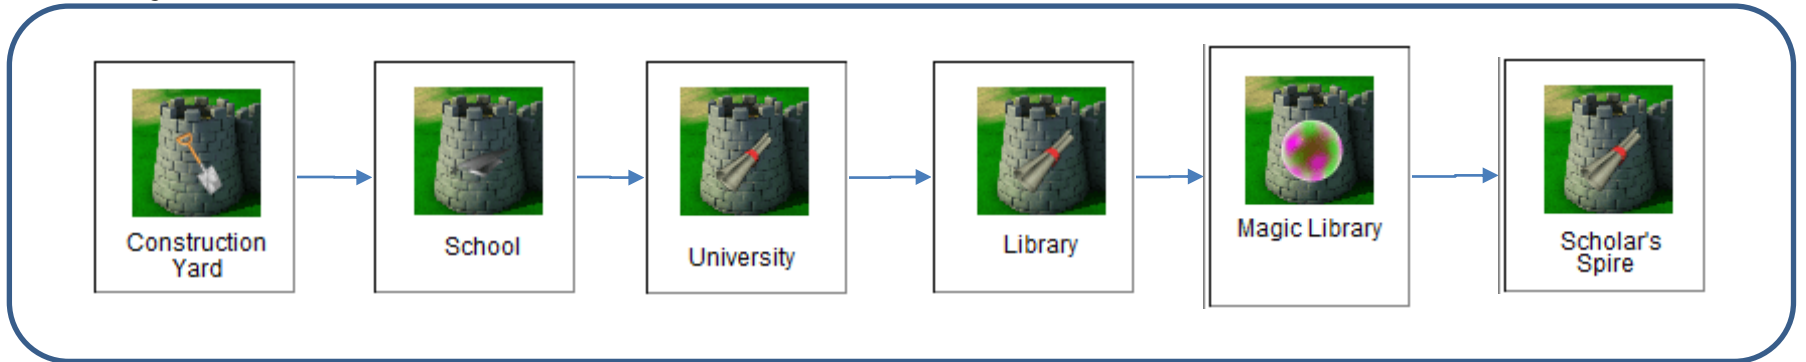 Construction
Yard
School
University
Library
Magic Library
Scholar's
Spire